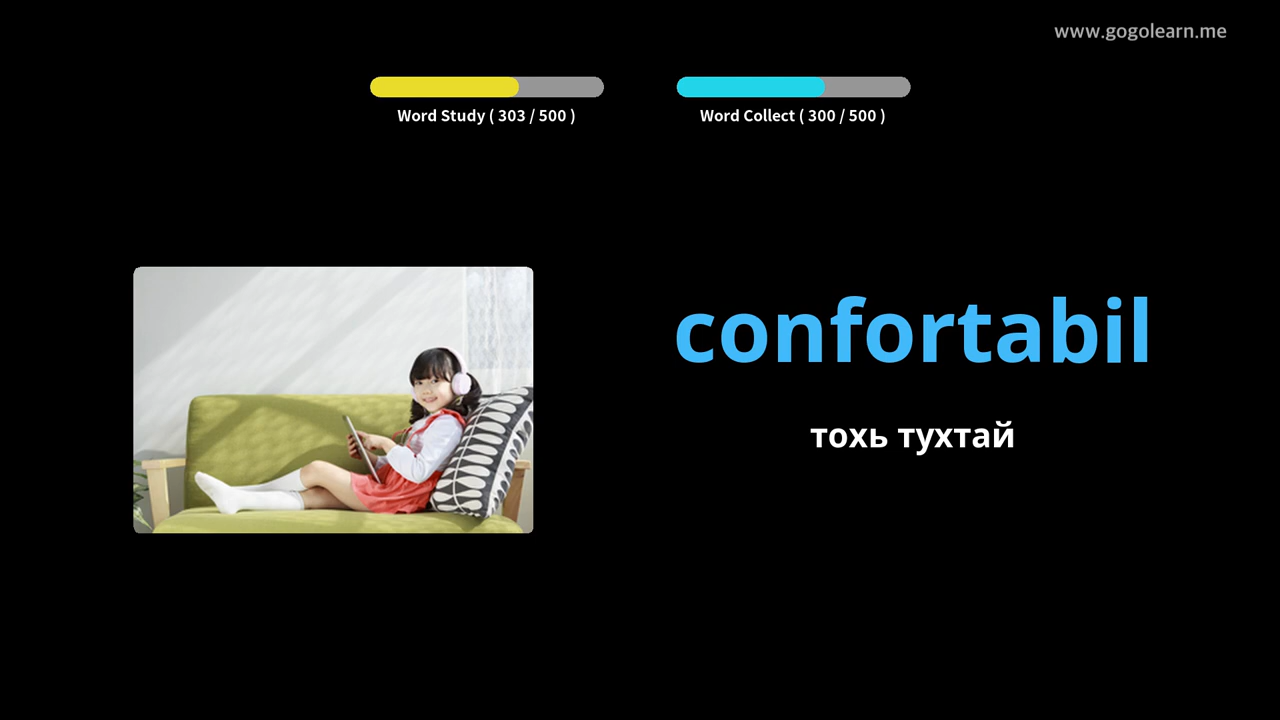 www.gogolearn.me
Word Study ( 303 / 500 )
Word Collect ( 300 / 500 )
confortabil
тохь тухтай